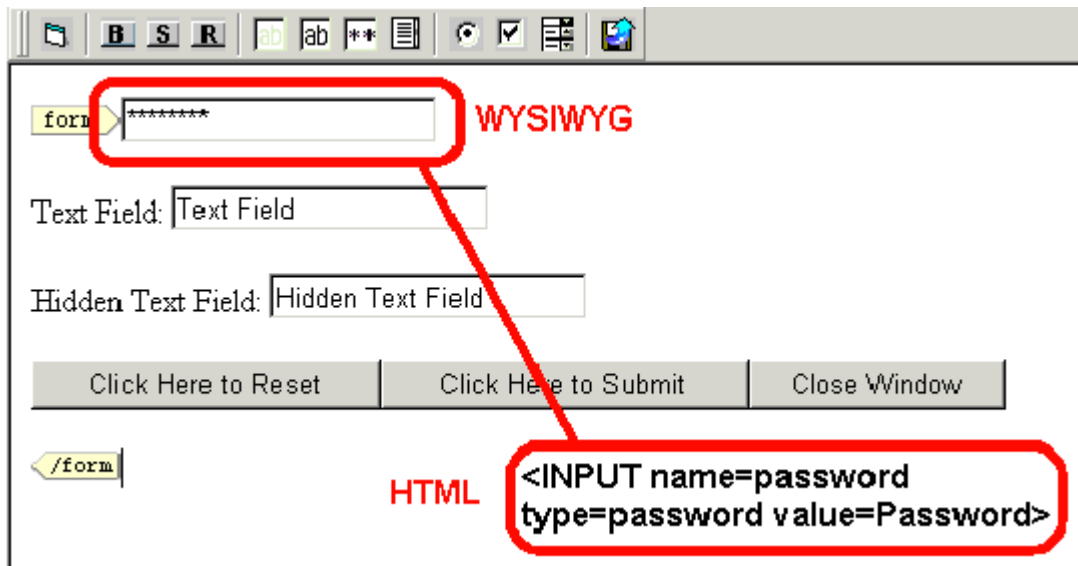 B S R ab ab **
form ******** WYSIWYG
Text Field: Text Field
Hidden Text Field: Hidden Text Field
Click Here to Reset Click Here to Submit Close Window
/form
HTML <INPUT name=password
type=password value=Password>